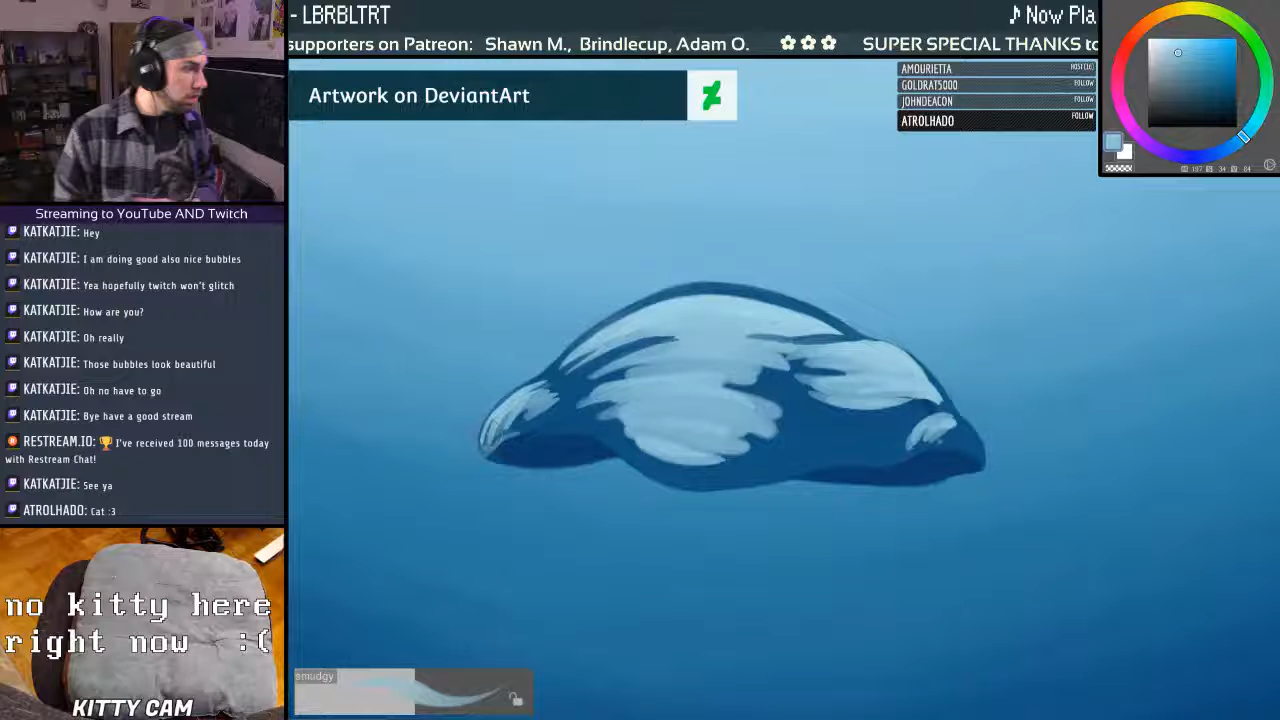 - LBRBLTRT
♪ Now Pla
supporters on Patreon: Shawn M., Brindlecup, Adam O. ✿ ✿ ✿ SUPER SPECIAL THANKS to
Artwork on DeviantArt
AMOURIETTA HOST(16)
GOLDRAT5000 FOLLOW
JOHNDEACON FOLLOW
ATROLHADO FOLLOW
Streaming to YouTube AND Twitch
KATKATJIE: Hey
KATKATJIE: I am doing good also nice bubbles
KATKATJIE: Yea hopefully twitch won't glitch
KATKATJIE: How are you?
KATKATJIE: Oh really
KATKATJIE: Those bubbles look beautiful
KATKATJIE: Oh no have to go
KATKATJIE: Bye have a good stream
RESTREAM.IO: 🏆 I've received 100 messages today
with Restream Chat!
KATKATJIE: See ya
ATROLHADO: Cat :3
no kitty here
right now :(
KITTY CAM
smudgy